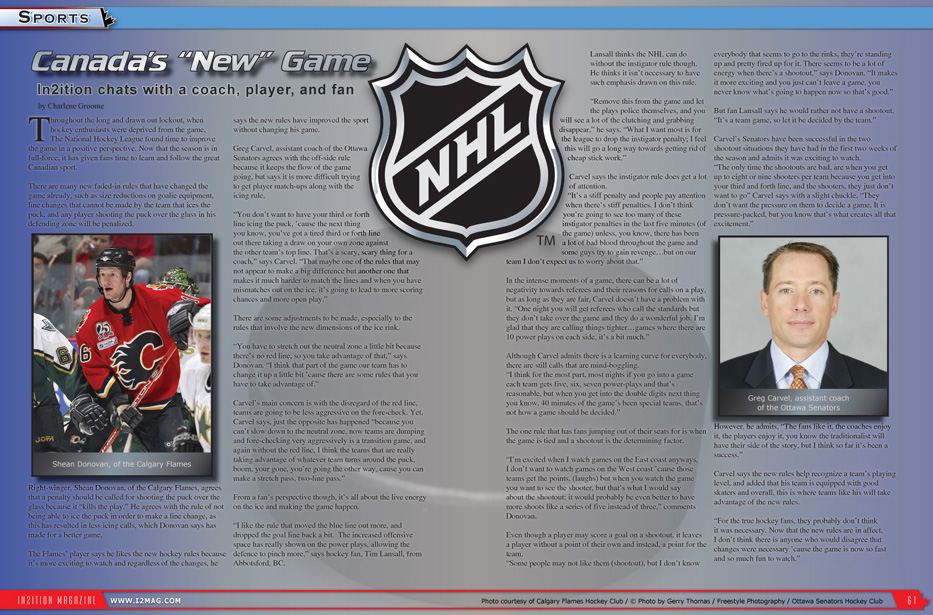 SPORTS
Canada's "New" Game
In2ition chats with a coach, player, and fan
by Charlene Groome
Throughout the long and drawn out lockout, when
hockey enthusiasts were deprived from the game,
The National Hockey League found time to improve
the game in a positive perspective. Now that the season is in
full-force, it has given fans time to learn and follow the great
Canadian sport.
There are many new faded-in rules that have changed the
game already, such as size reductions on goalie equipment,
line changes that cannot be made by the team that ices the
puck, and any player shooting the puck over the glass in his
defending zone will be penalized.
Shean Donovan, of the Calgary Flames
Right-winger, Shean Donovan, of the Calgary Flames, agrees
that a penalty should be called for shooting the puck over the
glass because it "kills the play." He agrees with the rule of not
being able to ice the puck in order to make a line change, as
this has resulted in less icing calls, which Donovan says has
made for a better game.
The Flames' player says he likes the new hockey rules because
it's more exciting to watch and regardless of the changes, he
says the new rules have improved the sport
without changing his game.
Greg Carvel, assistant coach of the Ottawa
Senators agrees with the off-side rule
because it keeps the flow of the game
going, but says it is more difficult trying
to get player match-ups along with the
icing rule.
"You don't want to have your third or forth
line icing the puck, 'cause the next thing
you know, you've got a tired third or forth line
out there taking a draw on your own zone against
the other team's top line. That's a scary, scary thing for a
coach," says Carvel. "That maybe one of the rules that may
not appear to make a big difference but another one that
makes it much harder to match the lines and when you have
mismatches out on the ice, it's going to lead to more scoring
chances and more open play."
There are some adjustments to be made, especially to the
rules that involve the new dimensions of the ice rink.
"You have to stretch out the neutral zone a little bit because
there's no red line, so you take advantage of that," says
Donovan. "I think that part of the game our team has to
change it up a little bit 'cause there are some rules that you
have to take advantage of."
Carvel's main concern is with the disregard of the red line,
teams are going to be less aggressive on the fore-check. Yet,
Carvel says, just the opposite has happened "because you
can't slow down to the neutral zone, now teams are dumping
and fore-checking very aggressively is a transition game, and
again without the red line, I think the teams that are really
taking advantage of whatever team turns around the puck,
boom, your gone, you're going the other way, cause you can
make a stretch pass, two-line pass."
From a fan's perspective though, it's all about the live energy
on the ice and making the game happen.
"I like the rule that moved the blue line out more, and
dropped the goal line back a bit. The increased offensive
space has really shown on the power plays, allowing the
defence to pinch more," says hockey fan, Tim Lansall, from
Abbotsford, BC.
NHL
TM
Lansall thinks the NHL can do
without the instigator rule though.
He thinks it isn't necessary to have
such emphasis drawn on this rule.
"Remove this from the game and let
the plays police themselves, and you
will see a lot of the clutching and grabbing
disappear," he says. "What I want most is for
the league to drop the instigator penalty; I feel
this will go a long way towards getting rid of
cheap stick work."
Carvel says the instigator rule does get a lot
of attention.
"It's a stiff penalty and people pay attention
when there's stiff penalties. I don't think
you're going to see too many of these
instigator penalties in the last five minutes (of
the game) unless, you know, there has been
a lot of bad blood throughout the game and
some guys try to gain revenge…but on our
team I don't expect us to worry about that."
In the intense moments of a game, there can be a lot of
negativity towards referees and their reasons for calls on a play,
but as long as they are fair, Carvel doesn't have a problem with
it. "One night you will get referees who call the standards but
they don't take over the game and they do a wonderful job. I'm
glad that they are calling things tighter…games where there are
10 power plays on each side, it's a bit much."
Although Carvel admits there is a learning curve for everybody,
there are still calls that are mind-boggling.
"I think for the most part, most nights if you go into a game
each team gets five, six, seven power-plays and that's
reasonable, but when you get into the double digits next thing
you know, 40 minutes of the game's been special teams, that's
not how a game should be decided."
The one rule that has fans jumping out of their seats for is when
the game is tied and a shootout is the determining factor.
"I'm excited when I watch games on the East coast anyways,
I don't want to watch games on the West coast 'cause those
teams get the points, (laughs) but when you watch the game
you want to see the shooter, but that's what I would say
about the shootout: it would probably be even better to have
more shoots like a series of five instead of three," comments
Donovan.
Even though a player may score a goal on a shootout, it leaves
a player without a point of their own and instead, a point for the
team.
"Some people may not like them (shootout), but I don't know
everybody that seems to go to the rinks, they're standing
up and pretty fired up for it. There seems to be a lot of
energy when there's a shootout," says Donovan. "It makes
it more exciting and you just can't leave a game, you
never know what's going to happen now so that's good."
But fan Lansall says he would rather not have a shootout.
"It's a team game, so let it be decided by the team."
Carvel's Senators have been successful in the two
shootout situations they have had in the first two weeks of
the season and admits it was exciting to watch.
"The only time the shootouts are bad, are when you get
up to eight or nine shooters per team because you get into
your third and forth line, and the shooters, they just don't
want to go" Carvel says with a slight chuckle. "They
don't want the pressure on them to decide a game. It is
pressure-packed, but you know that's what creates all that
excitement."
Greg Carvel, assistant coach
of the Ottawa Senators
However, he admits, "The fans like it, the coaches enjoy
it, the players enjoy it, you know the traditionalist will
have their side of the story, but I think so far it's been a
success."
Carvel says the new rules help recognize a team's playing
level, and added that his team is equipped with good
skaters and overall, this is where teams like his will take
advantage of the new rules.
"For the true hockey fans, they probably don't think
it was necessary. Now that the new rules are in affect,
I don't think there is anyone who would disagree that
changes were necessary 'cause the game is now so fast
and so much fun to watch."
IN2ITION MAGAZINE WWW.I2MAG.COM
Photo courtesy of Calgary Flames Hockey Club / © Photo by Gerry Thomas / Freestyle Photography / Ottawa Senators Hockey Club
61